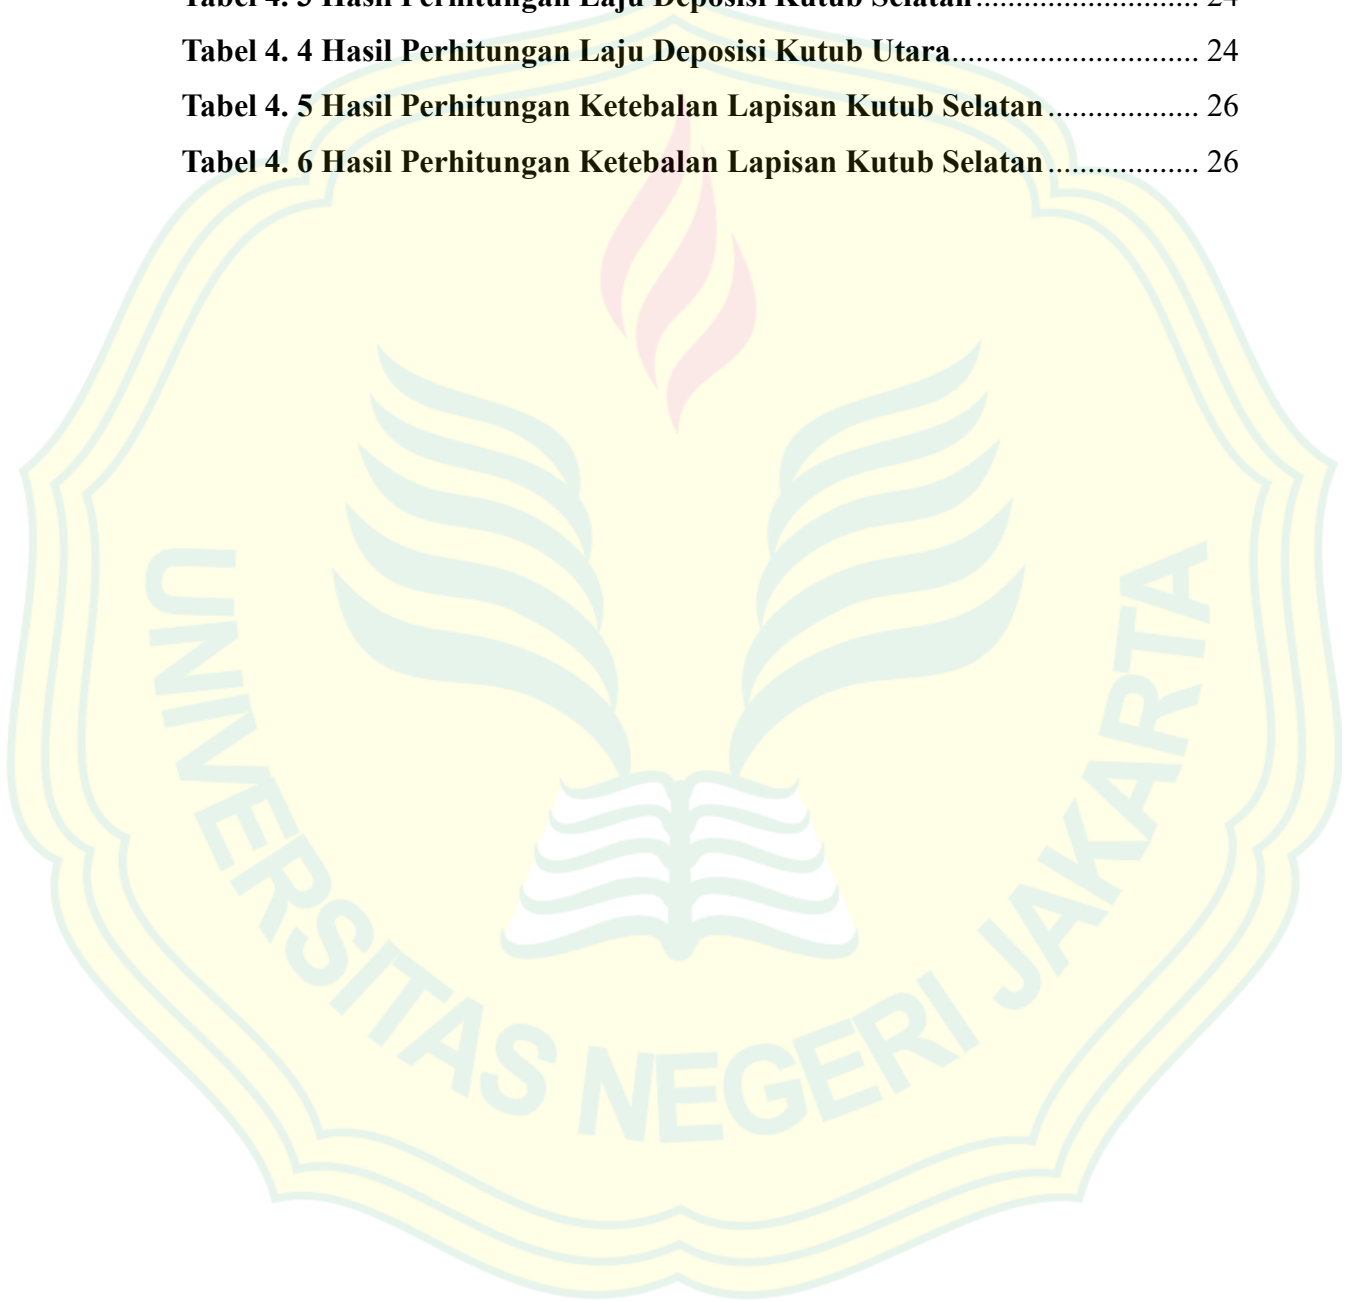 Tabel 4. 3 Hasil Perhitungan Laju Deposisi Kutub Selatan............................ 24
Tabel 4. 4 Hasil Perhitungan Laju Deposisi Kutub Utara............................... 24
Tabel 4. 5 Hasil Perhitungan Ketebalan Lapisan Kutub Selatan................... 26
Tabel 4. 6 Hasil Perhitungan Ketebalan Lapisan Kutub Selatan................... 26
UNIVERSITAS NEGERI JAKARTA